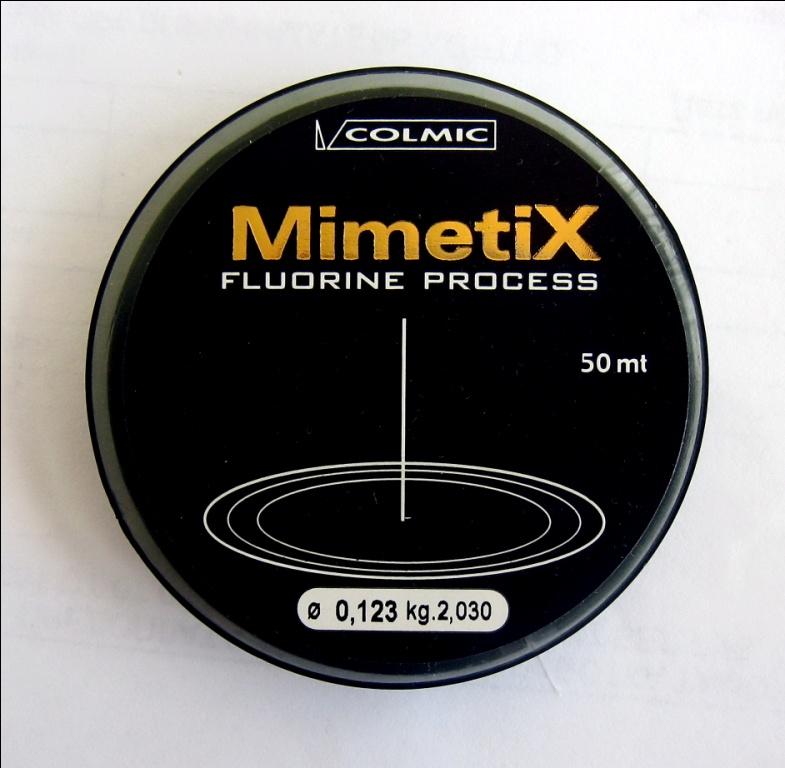 COLMIC
MimetiX
FLUORINE PROCESS
50 mt
ø 0,123 kg.2,030